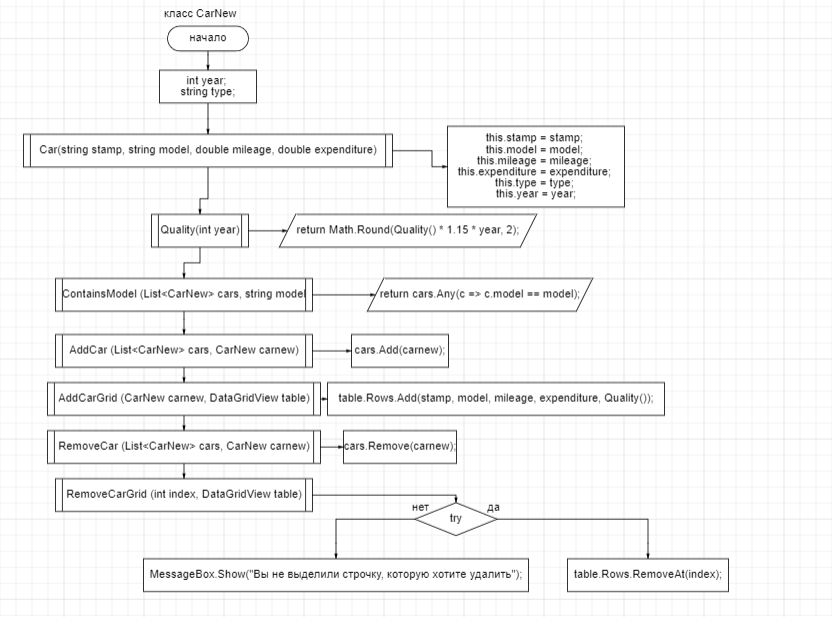 класс CarNew
начало
int year;
string type;
Car(string stamp, string model, double mileage, double expenditure)
this.stamp = stamp;
this.model = model;
this.mileage = mileage;
this.expenditure = expenditure;
this.type = type;
this.year = year;
Quality(int year)
return Math.Round(Quality() * 1.15 * year, 2);
ContainsModel (List<CarNew> cars, string model
return cars.Any(c => c.model == model);
AddCar (List<CarNew> cars, CarNew carnew)
cars.Add(carnew);
AddCarGrid (CarNew carnew, DataGridView table)
table.Rows.Add(stamp, model, mileage, expenditure, Quality());
RemoveCar (List<CarNew> cars, CarNew carnew)
cars.Remove(carnew);
RemoveCarGrid (int index, DataGridView table)
нет
да
try
MessageBox.Show("Вы не выделили строчку, которую хотите удалить");
table.Rows.RemoveAt(index);